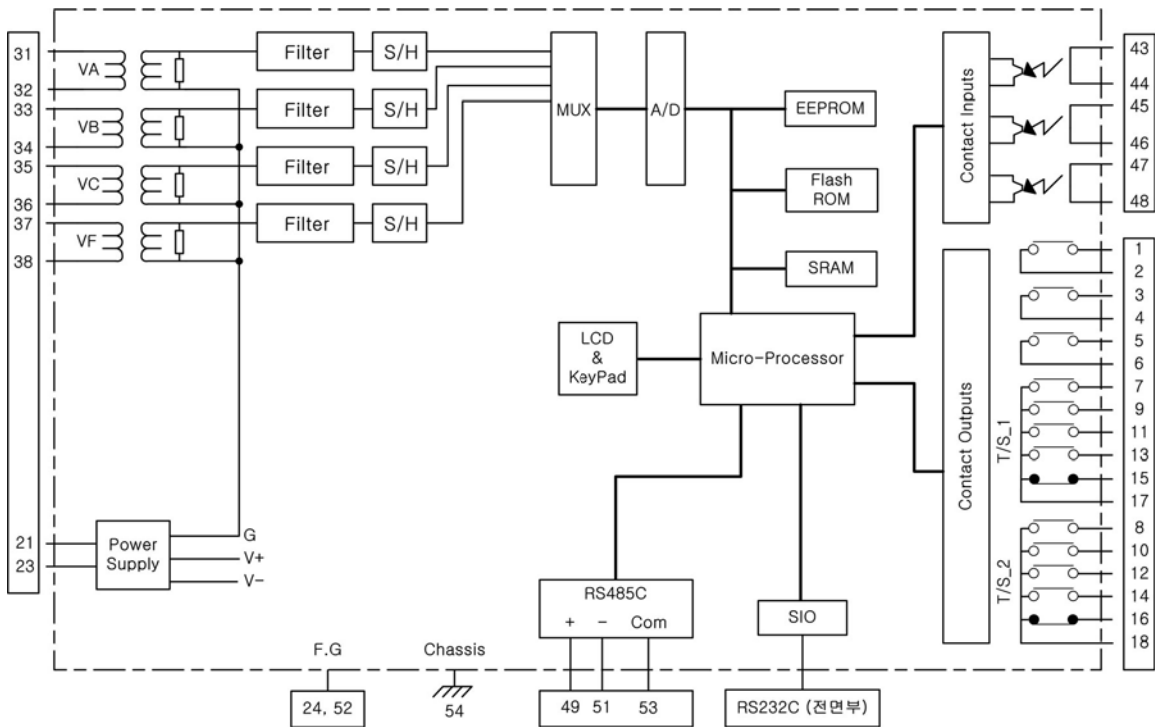 31
VA
32
33
VB
34
35
VC
36
37
VF
38
Filter
S/H
Filter
S/H
Filter
S/H
Filter
S/H
MUX
A/D
EEPROM
Flash
ROM
SRAM
LCD
&
KeyPad
Micro-Processor
Contact Inputs
43
44
45
46
47
48
Contact Outputs
1
2
3
4
5
6
T/S_1
7
9
11
13
15
17
T/S_2
8
10
12
14
16
18
21
23
Power
Supply
G
V+
V-
RS485C
+ - Com
SIO
F.G
24, 52
Chassis
54
49 51 53
RS232C (전면부)